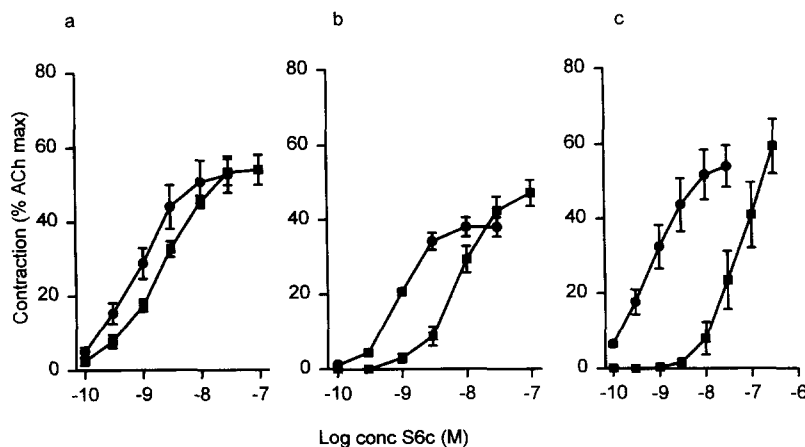 a b c
80 80 80
60 60 60
40 40 40
20 20 20
0 0 0
Contraction (% ACh max)
-10 -9 -8 -7 -10 -9 -8 -7 -10 -9 -8 -7 -6
Log conc S6c (M)